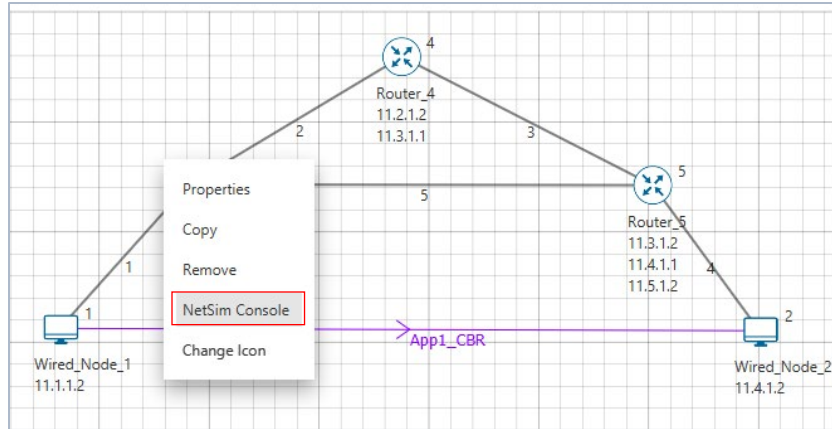 4
Router_4
11.2.1.2
11.3.1.1
2
3
Properties
5
5
Copy
Router_5
11.3.1.2
Remove
11.4.1.1
1
4
11.5.1.2
NetSim Console
1
2
App1_CBR
Change Icon
Wired_Node_1
11.1.1.2
Wired_Node_2
11.4.1.2